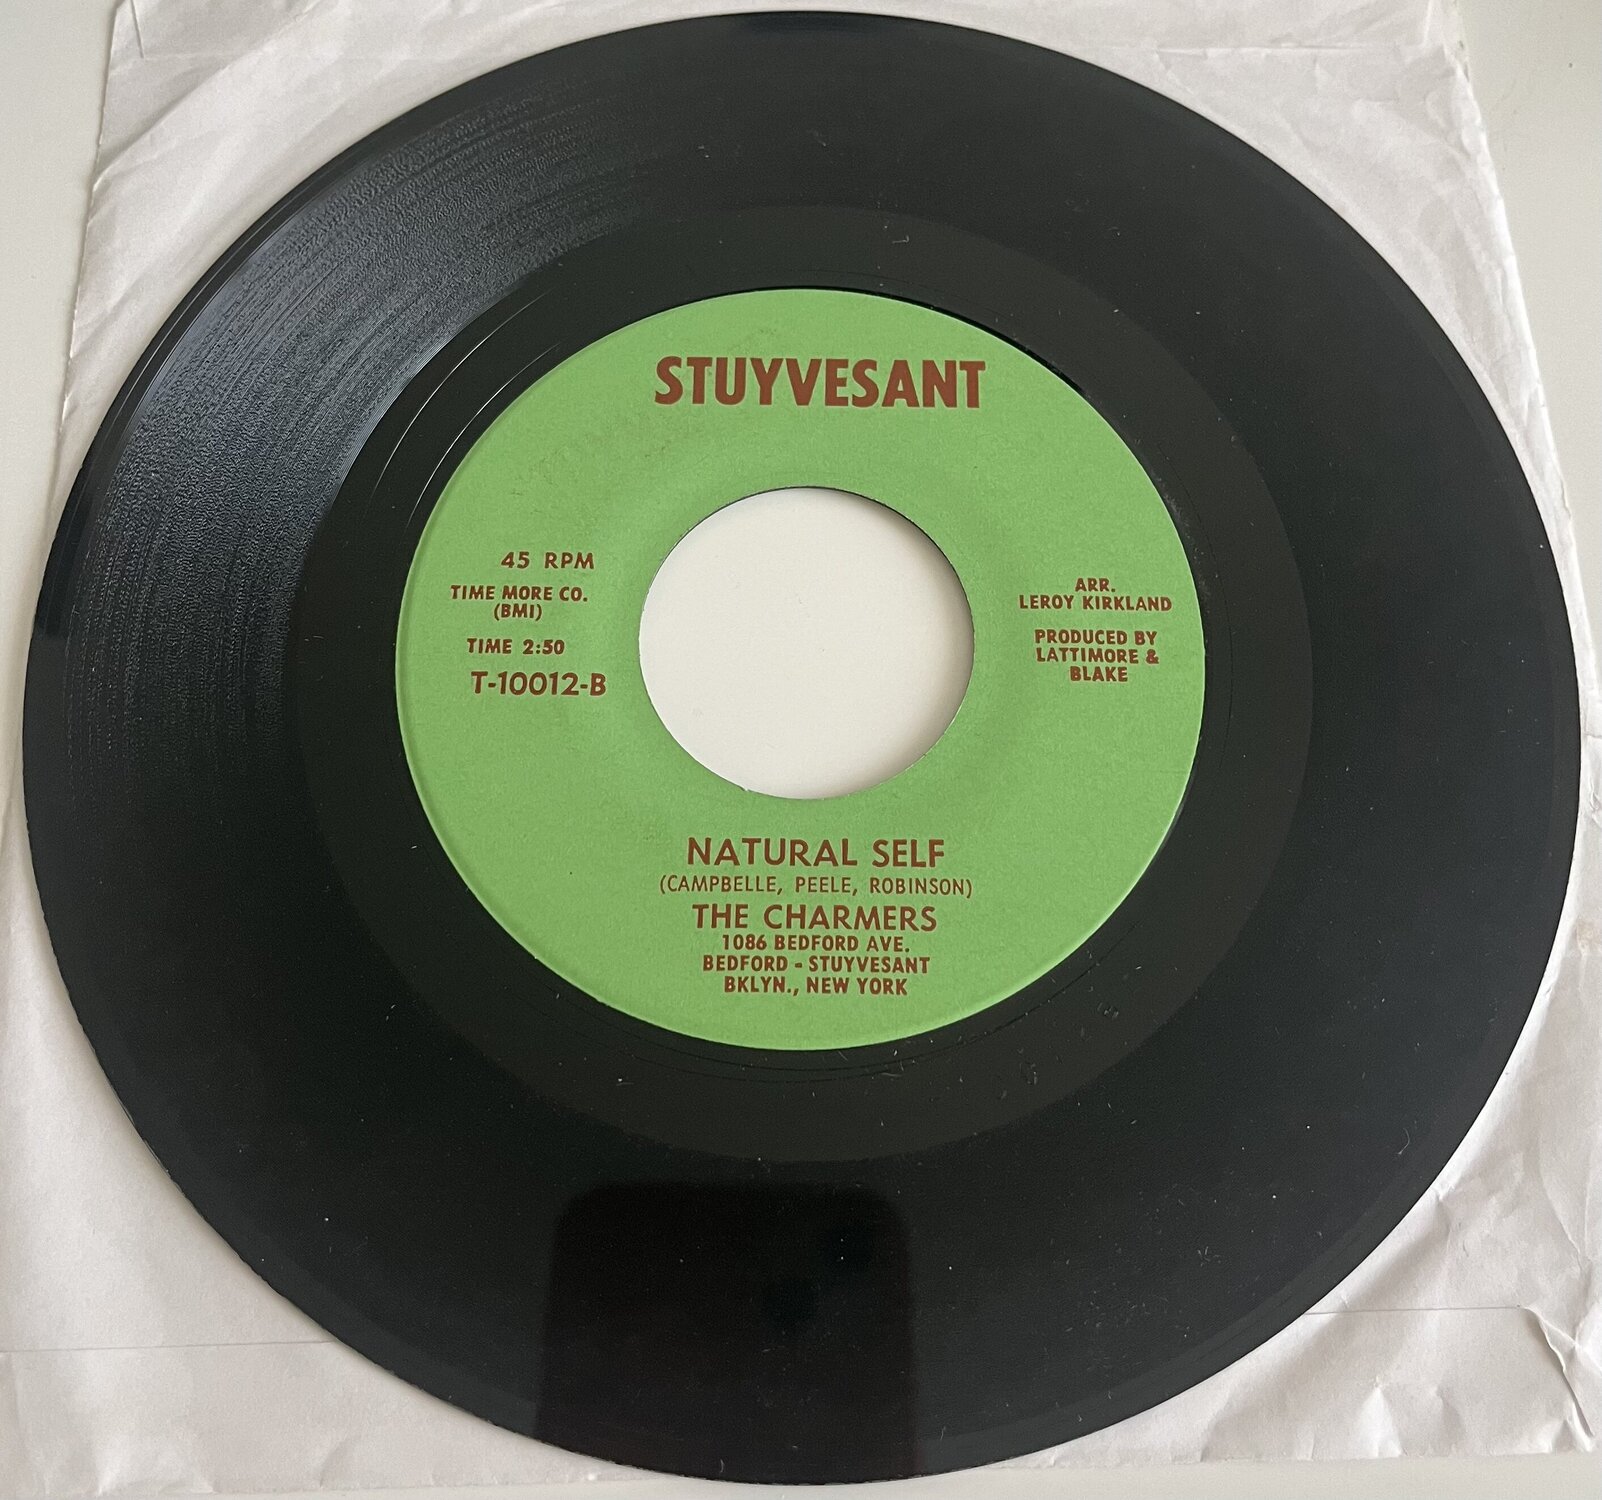 STUYVESANT
45 RPM
TIME MORE CO.
(BMI)
TIME 2:50
T-10012-B
ARR.
LEROY KIRKLAND
PRODUCED BY
LATTIMORE &
BLAKE
NATURAL SELF
(CAMPBELLE, PEELE, ROBINSON)
THE CHARMERS
1086 BEDFORD AVE.
BEDFORD - STUYVESANT
BKLYN., NEW YORK